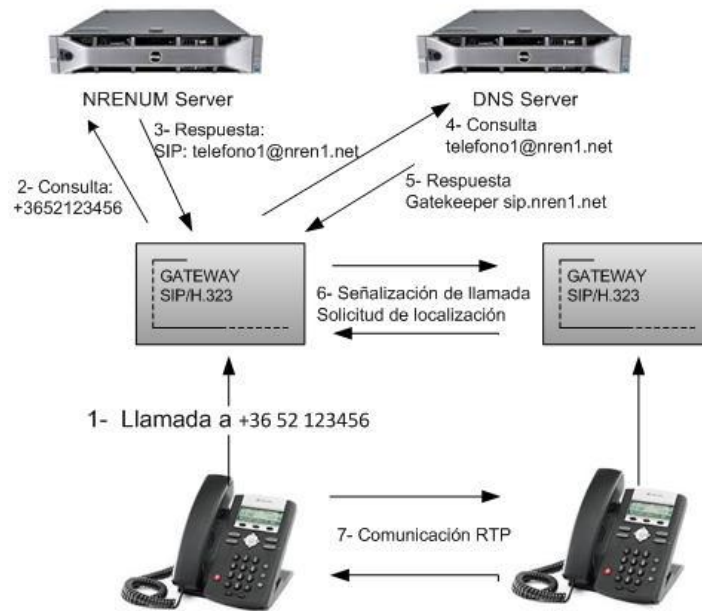 NRENUM Server
DNS Server
3- Respuesta:
SIP: telefono1@nren1.net
4- Consulta
telefono1@nren1.net
2- Consulta:
+3652123456
5- Respuesta
Gatekeeper sip.nren1.net
GATEWAY
SIP/H.323
6- Señalización de llamada
Solicitud de localización
GATEWAY
SIP/H.323
1- Llamada a +36 52 123456
7- Comunicación RTP